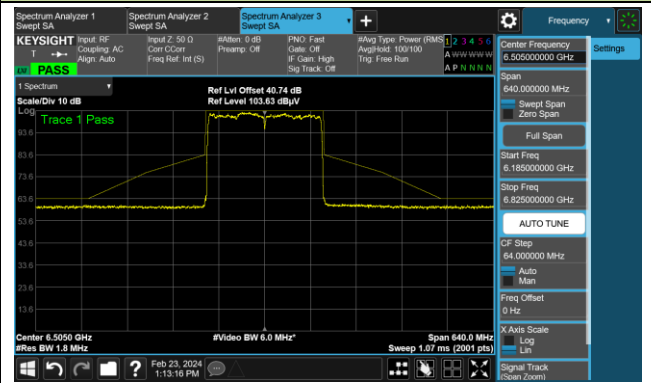 Spectrum Analyzer 1
Swept SA
Spectrum Analyzer 2
Swept SA
Spectrum Analyzer 3
Swept SA
Frequency
KEYSIGHT
Input: RF
Coupling: AC
Align: Auto
Input Z: 50 Ω
Corr CCorr
Freq Ref: Int (S)
#Atten: 0 dB
Preamp: Off
PNO: Fast
Gate: Off
IF Gain: High
Sig Track: Off
#Avg Type: Power (RMS
Avg|Hold: 100/100
Trig: Free Run
1 2 3 4 5 6
A W W W W W
A P N N N N
LW PASS
1 Spectrum
Scale/Div 10 dB
Ref Lvl Offset 40.74 dB
Ref Level 103.63 dBµV
Log
Trace 1 Pass
93.6
83.6
73.6
63.6
53.6
43.6
33.6
23.6
13.6
Center 6.5050 GHz
#Res BW 1.8 MHz
#Video BW 6.0 MHz*
Span 640.0 MHz
Sweep 1.07 ms (2001 pts)
Center Frequency
6.505000000 GHz
Settings
Span
640.000000 MHz
Swept Span
Zero Span
Full Span
Start Freq
6.185000000 GHz
Stop Freq
6.825000000 GHz
AUTO TUNE
CF Step
64.000000 MHz
Auto
Man
Freq Offset
0 Hz
X Axis Scale
Log
Lin
Signal Track
(Span Zoom)
Feb 23, 2024
1:13:16 PM